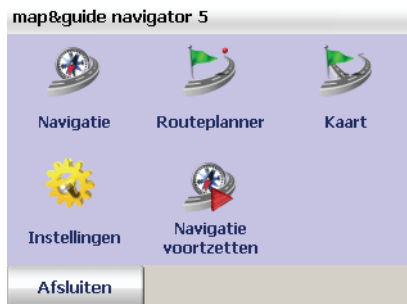 map&guide navigator 5
Navigatie
Routeplanner
Kaart
Instellingen
Navigatie
voortzetten
Afsluiten